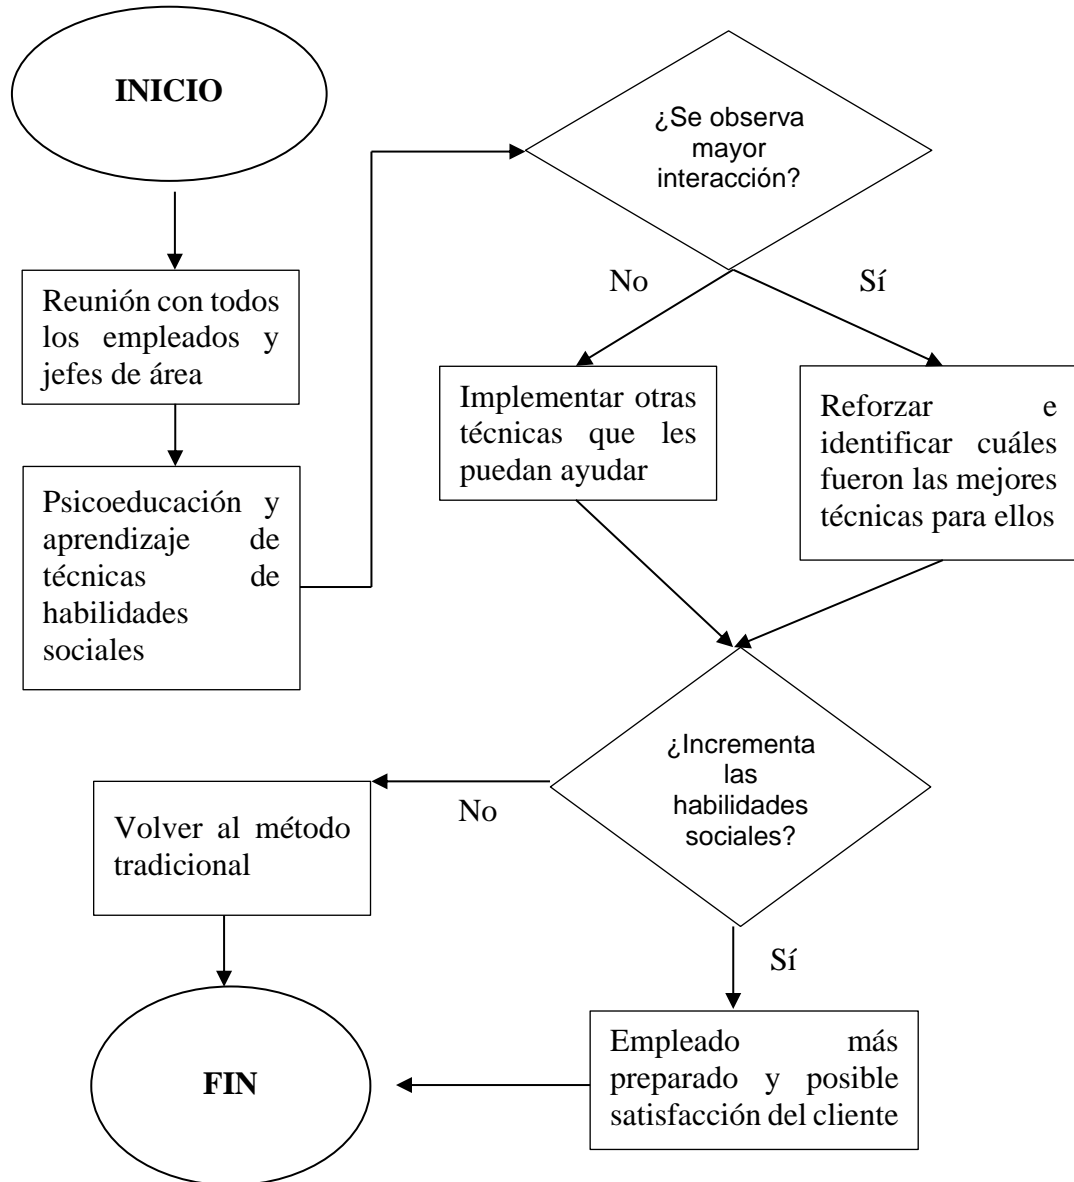 INICIO
Reunión con todos
los empleados y
jefes de área
Psicoeducación y
aprendizaje de
técnicas de
habilidades
sociales
¿Se observa
mayor
interacción?
No
Sí
Implementar otras
técnicas que les
puedan ayudar
Reforzar e
identificar cuáles
fueron las mejores
técnicas para ellos
¿Incrementa
las
habilidades
sociales?
No
Volver al método
tradicional
Sí
Empleado más
preparado y posible
satisfacción del cliente
FIN